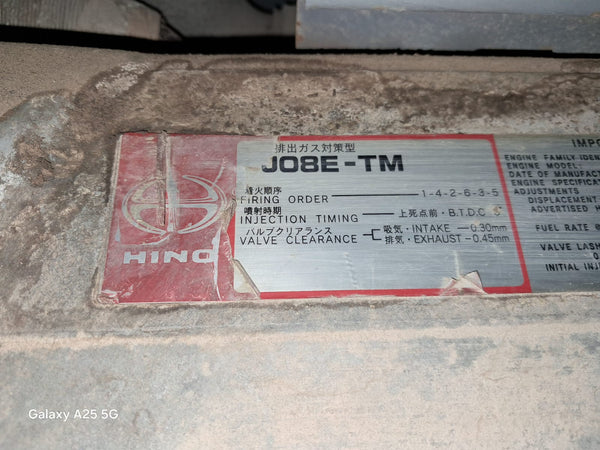 排出ガス対策型
J08E-TM
着火順序
FIRING ORDER 1-4-2-6-3-5
噴射時期
INJECTION TIMING 上死点前・B.T.D.C
バルブクリアランス
VALVE CLEARANCE
吸気・INTAKE - 0.30mm
排気・EXHAUST - 0.45mm
HINO
IMPO
ENGINE FAMILY-IDEN
ENGINE MODEL:
DATE OF MANUFACT
ENGINE SPECIFICA
ADJUSTMENTS
DISPLACEMENT
ADVERTISED H
FUEL RATE
VALVE LASH
INITIAL INJ
Galaxy A25 5G